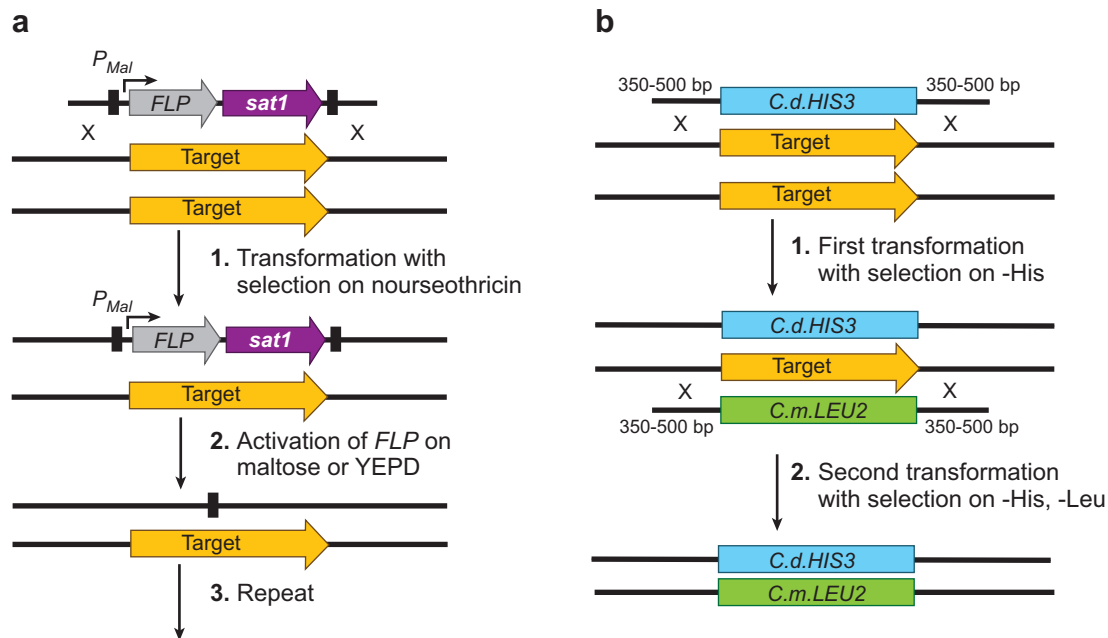 a
P_Mal
FLP
sat1
X X
Target
Target
1. Transformation with
selection on nourseothricin
P_Mal
FLP
sat1
Target
2. Activation of FLP on
maltose or YEPD
Target
3. Repeat
b
350-500 bp
350-500 bp
C.d.HIS3
X X
Target
Target
1. First transformation
with selection on -His
C.d.HIS3
Target
X X
C.m.LEU2
350-500 bp
350-500 bp
2. Second transformation
with selection on -His, -Leu
C.d.HIS3
C.m.LEU2